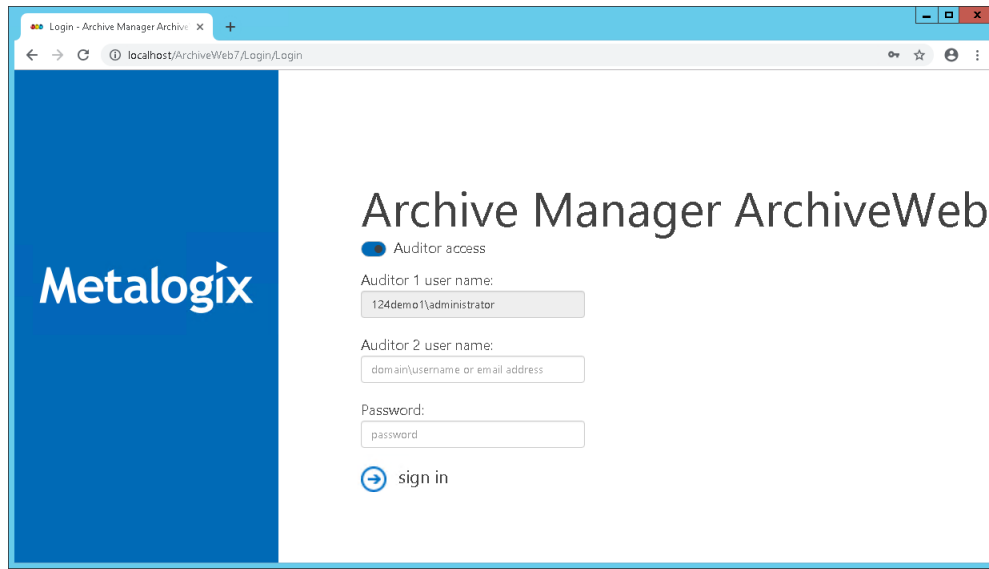 Login - Archive Manager Archive
localhost/ArchiveWeb7/Login/Login
Metalogix
Archive Manager ArchiveWeb
Auditor access
Auditor 1 user name:
124demo1\administrator
Auditor 2 user name:
domain\username or email address
Password:
password
sign in